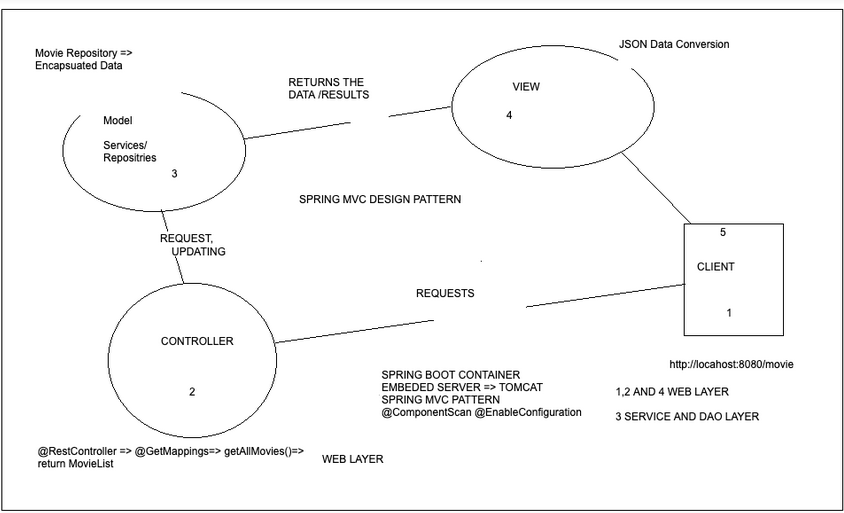 JSON Data Conversion
Movie Repository =>
Encapsuated Data
RETURNS THE
DATA /RESULTS
VIEW
4
Model
Services/
Repositries
3
SPRING MVC DESIGN PATTERN
REQUEST,
UPDATING
5
CLIENT
1
REQUESTS
CONTROLLER
2
http://locahost:8080/movie
SPRING BOOT CONTAINER
EMBEDED SERVER => TOMCAT
SPRING MVC PATTERN
@ComponentScan @EnableConfiguration
1,2 AND 4 WEB LAYER
3 SERVICE AND DAO LAYER
@RestController => @GetMappings=> getAllMovies()=>
return MovieList
WEB LAYER